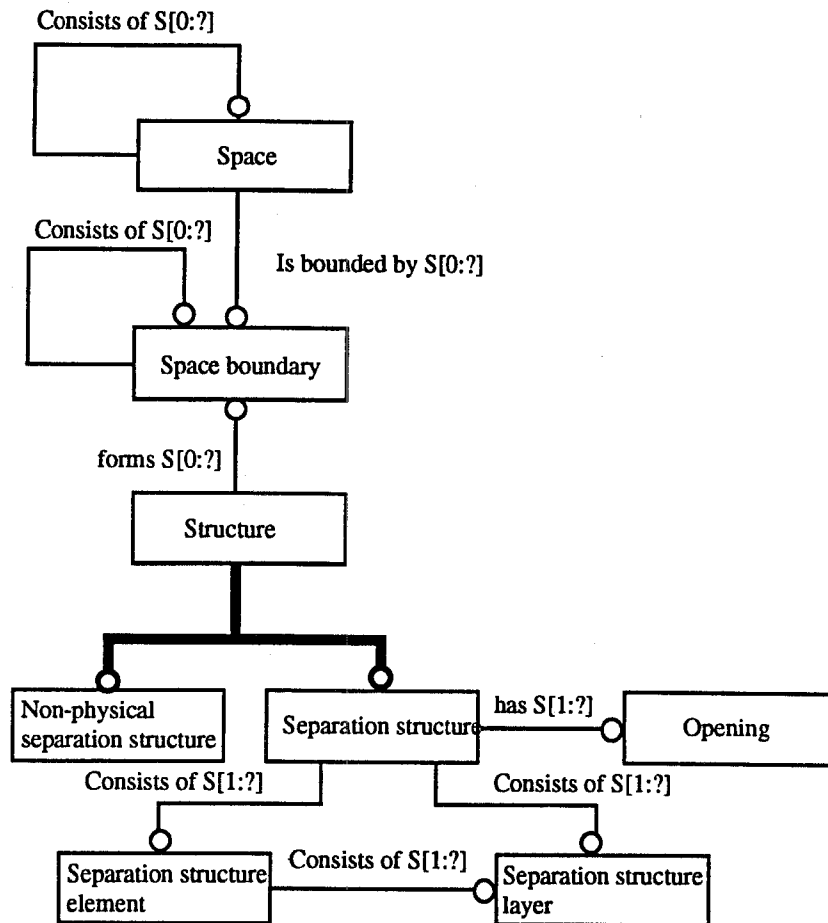 Consists of S[0:?]
Space
Consists of S[0:?]
Is bounded by S[0:?]
Space boundary
forms S[0:?]
Structure
Non-physical
separation structure
Separation structure
has S[1:?]
Opening
Consists of S[1:?]
Consists of S[1:?]
Separation structure
element
Consists of S[1:?]
Separation structure
layer